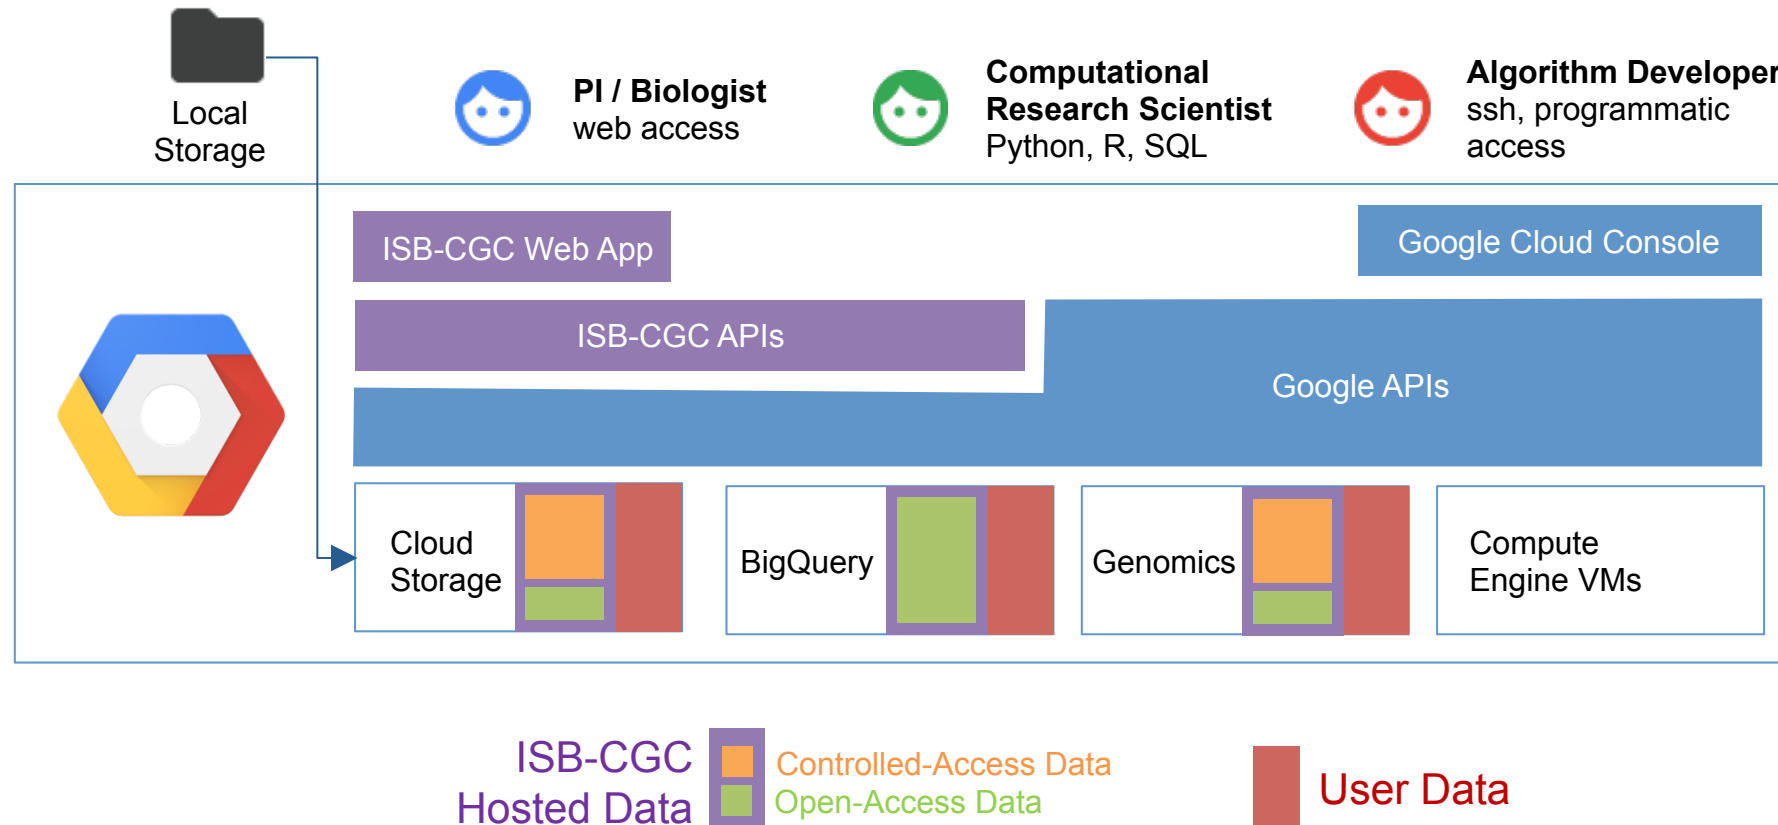 Local
Storage
PI / Biologist
web access
Computational
Research Scientist
Python, R, SQL
Algorithm Developer
ssh, programmatic
access
ISB-CGC Web App
Google Cloud Console
ISB-CGC APIs
Google APIs
Cloud
Storage
BigQuery
Genomics
Compute
Engine VMs
ISB-CGC
Hosted Data
Controlled-Access Data
Open-Access Data
User Data